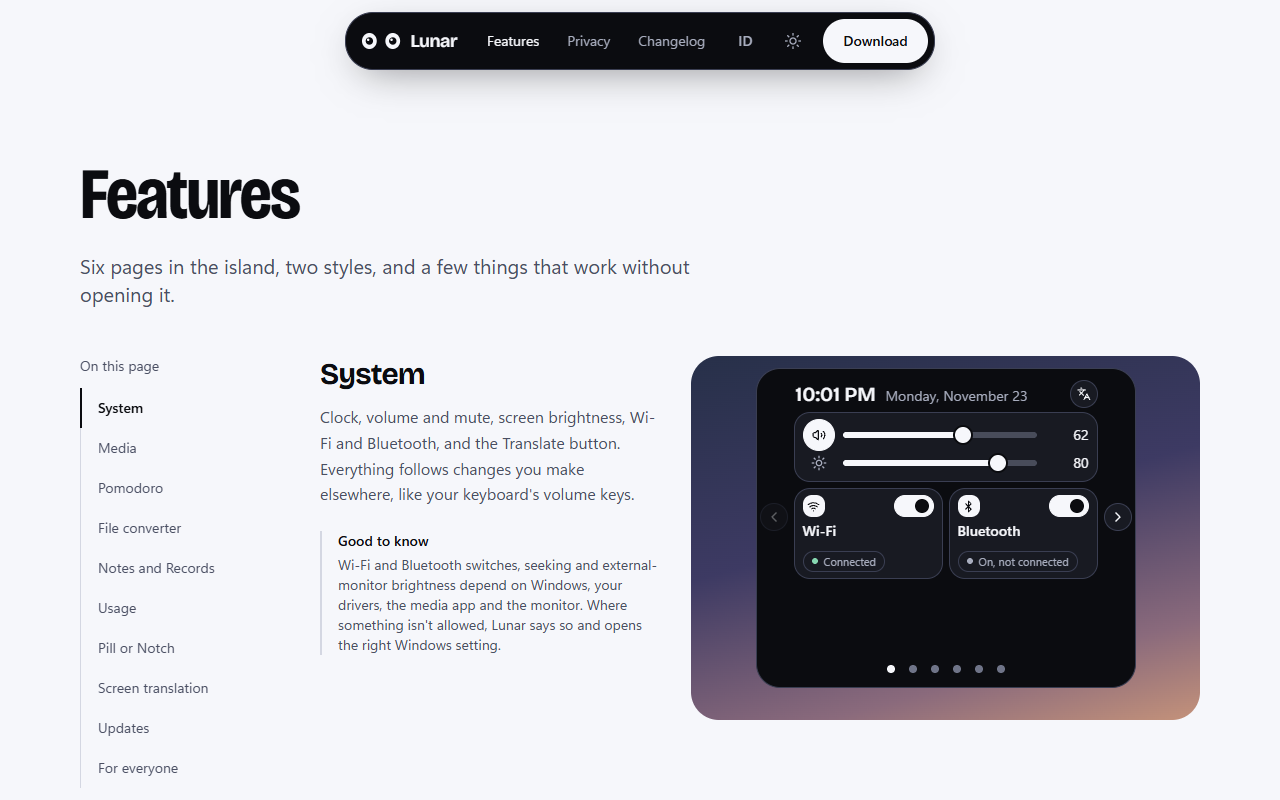 Lunar Features Privacy Changelog ID Download
Features
Six pages in the island, two styles, and a few things that work without
opening it.
On this page
System
Media
Pomodoro
File converter
Notes and Records
Usage
Pill or Notch
Screen translation
Updates
For everyone
System
Clock, volume and mute, screen brightness, Wi-
Fi and Bluetooth, and the Translate button.
Everything follows changes you make
elsewhere, like your keyboard's volume keys.
Good to know
Wi-Fi and Bluetooth switches, seeking and external-
monitor brightness depend on Windows, your
drivers, the media app and the monitor. Where
something isn't allowed, Lunar says so and opens
the right Windows setting.
10:01 PM Monday, November 23
62
80
Wi-Fi
Connected
Bluetooth
On, not connected